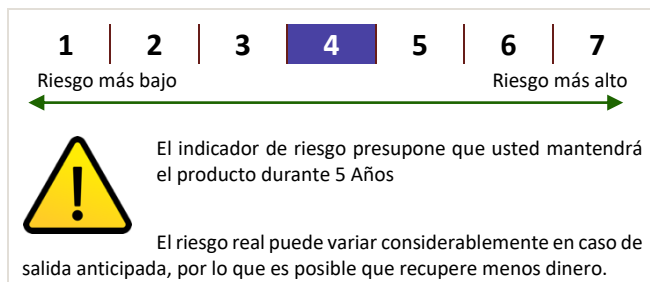 1 2 3 4 5 6 7
Riesgo más bajo Riesgo más alto
El indicador de riesgo presupone que usted mantendrá
el producto durante 5 Años
El riesgo real puede variar considerablemente en caso de
salida anticipada, por lo que es posible que recupere menos dinero.